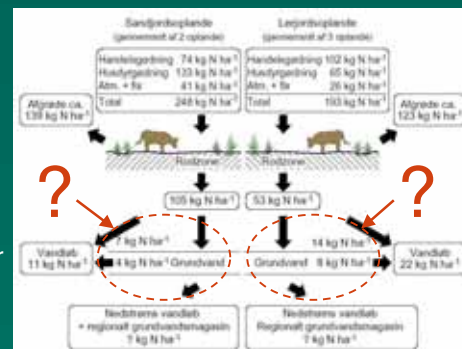 Sandjordsoplande
(gennemsnit af 2 oplande)
Handelsgødning 74 kg N ha⁻¹
Husdyrgødning 133 kg N ha⁻¹
Atm. + fix 41 kg N ha⁻¹
Total 248 kg N ha⁻¹
Lerjordsoplande
(gennemsnit af 3 oplande)
Handelsgødning 102 kg N ha⁻¹
Husdyrgødning 65 kg N ha⁻¹
Atm. + fix 26 kg N ha⁻¹
Total 193 kg N ha⁻¹
Afgrøde ca.
139 kg N ha⁻¹
Afgrøde ca.
123 kg N ha⁻¹
Rodzone
Rodzone
105 kg N ha⁻¹
53 kg N ha⁻¹
?
?
7 kg N ha⁻¹
4 kg N ha⁻¹ Grundvand
Vandløb
11 kg N ha⁻¹
14 kg N ha⁻¹
Grundvand 8 kg N ha⁻¹
Vandløb
22 kg N ha⁻¹
Nedstrøms vandløb
+ regionalt grundvandsmagasin
? kg N ha⁻¹
Nedstrøms vandløb
Regionalt grundvandsmagasin
? kg N ha⁻¹